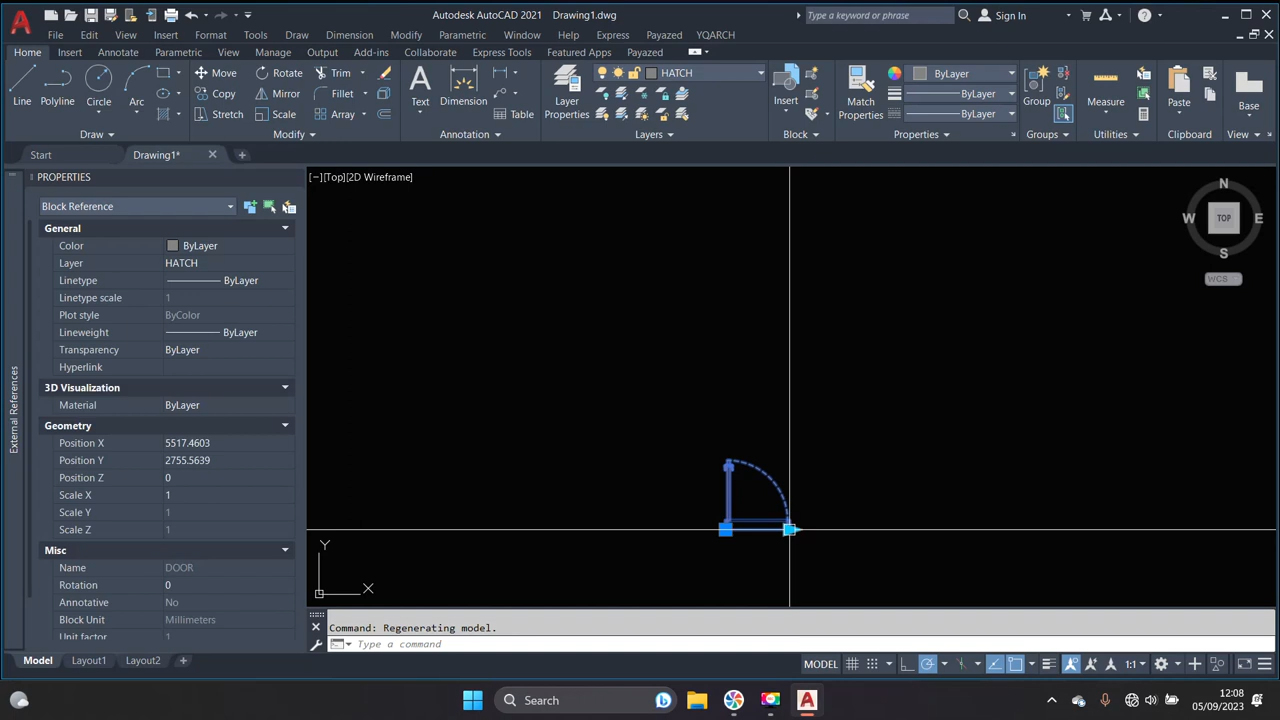 Autodesk AutoCAD 2021 Drawing1.dwg
Type a keyword or phrase
Sign In
File Edit View Insert Format Tools Draw Dimension Modify Parametric Window Help Express Payazed YQARCH
Home Insert Annotate Parametric View Manage Output Add-ins Collaborate Express Tools Featured Apps Payazed
Line Polyline Circle Arc
Move Rotate Trim
Copy Mirror Fillet
Stretch Scale Array
Text Dimension Table
Layer Properties
HATCH
Insert
Match Properties
ByLayer
ByLayer
ByLayer
Group Measure Paste Base
Draw Modify Annotation Layers Block Properties Groups Utilities Clipboard View
Start Drawing1*
PROPERTIES
[−][Top][2D Wireframe]
Block Reference
General
Color ByLayer
Layer HATCH
Linetype ByLayer
Linetype scale 1
Plot style ByColor
Lineweight ByLayer
Transparency ByLayer
Hyperlink
3D Visualization
Material ByLayer
Geometry
Position X 5517.4603
Position Y 2755.5639
Position Z 0
Scale X 1
Scale Y 1
Scale Z 1
Misc
Name DOOR
Rotation 0
Annotative No
Block Unit Millimeters
Unit factor 1
External References
N
W TOP E
S
WCS
Y
X
Command: Regenerating model.
Type a command
Model Layout1 Layout2
MODEL 1:1
Search
12:08
05/09/2023